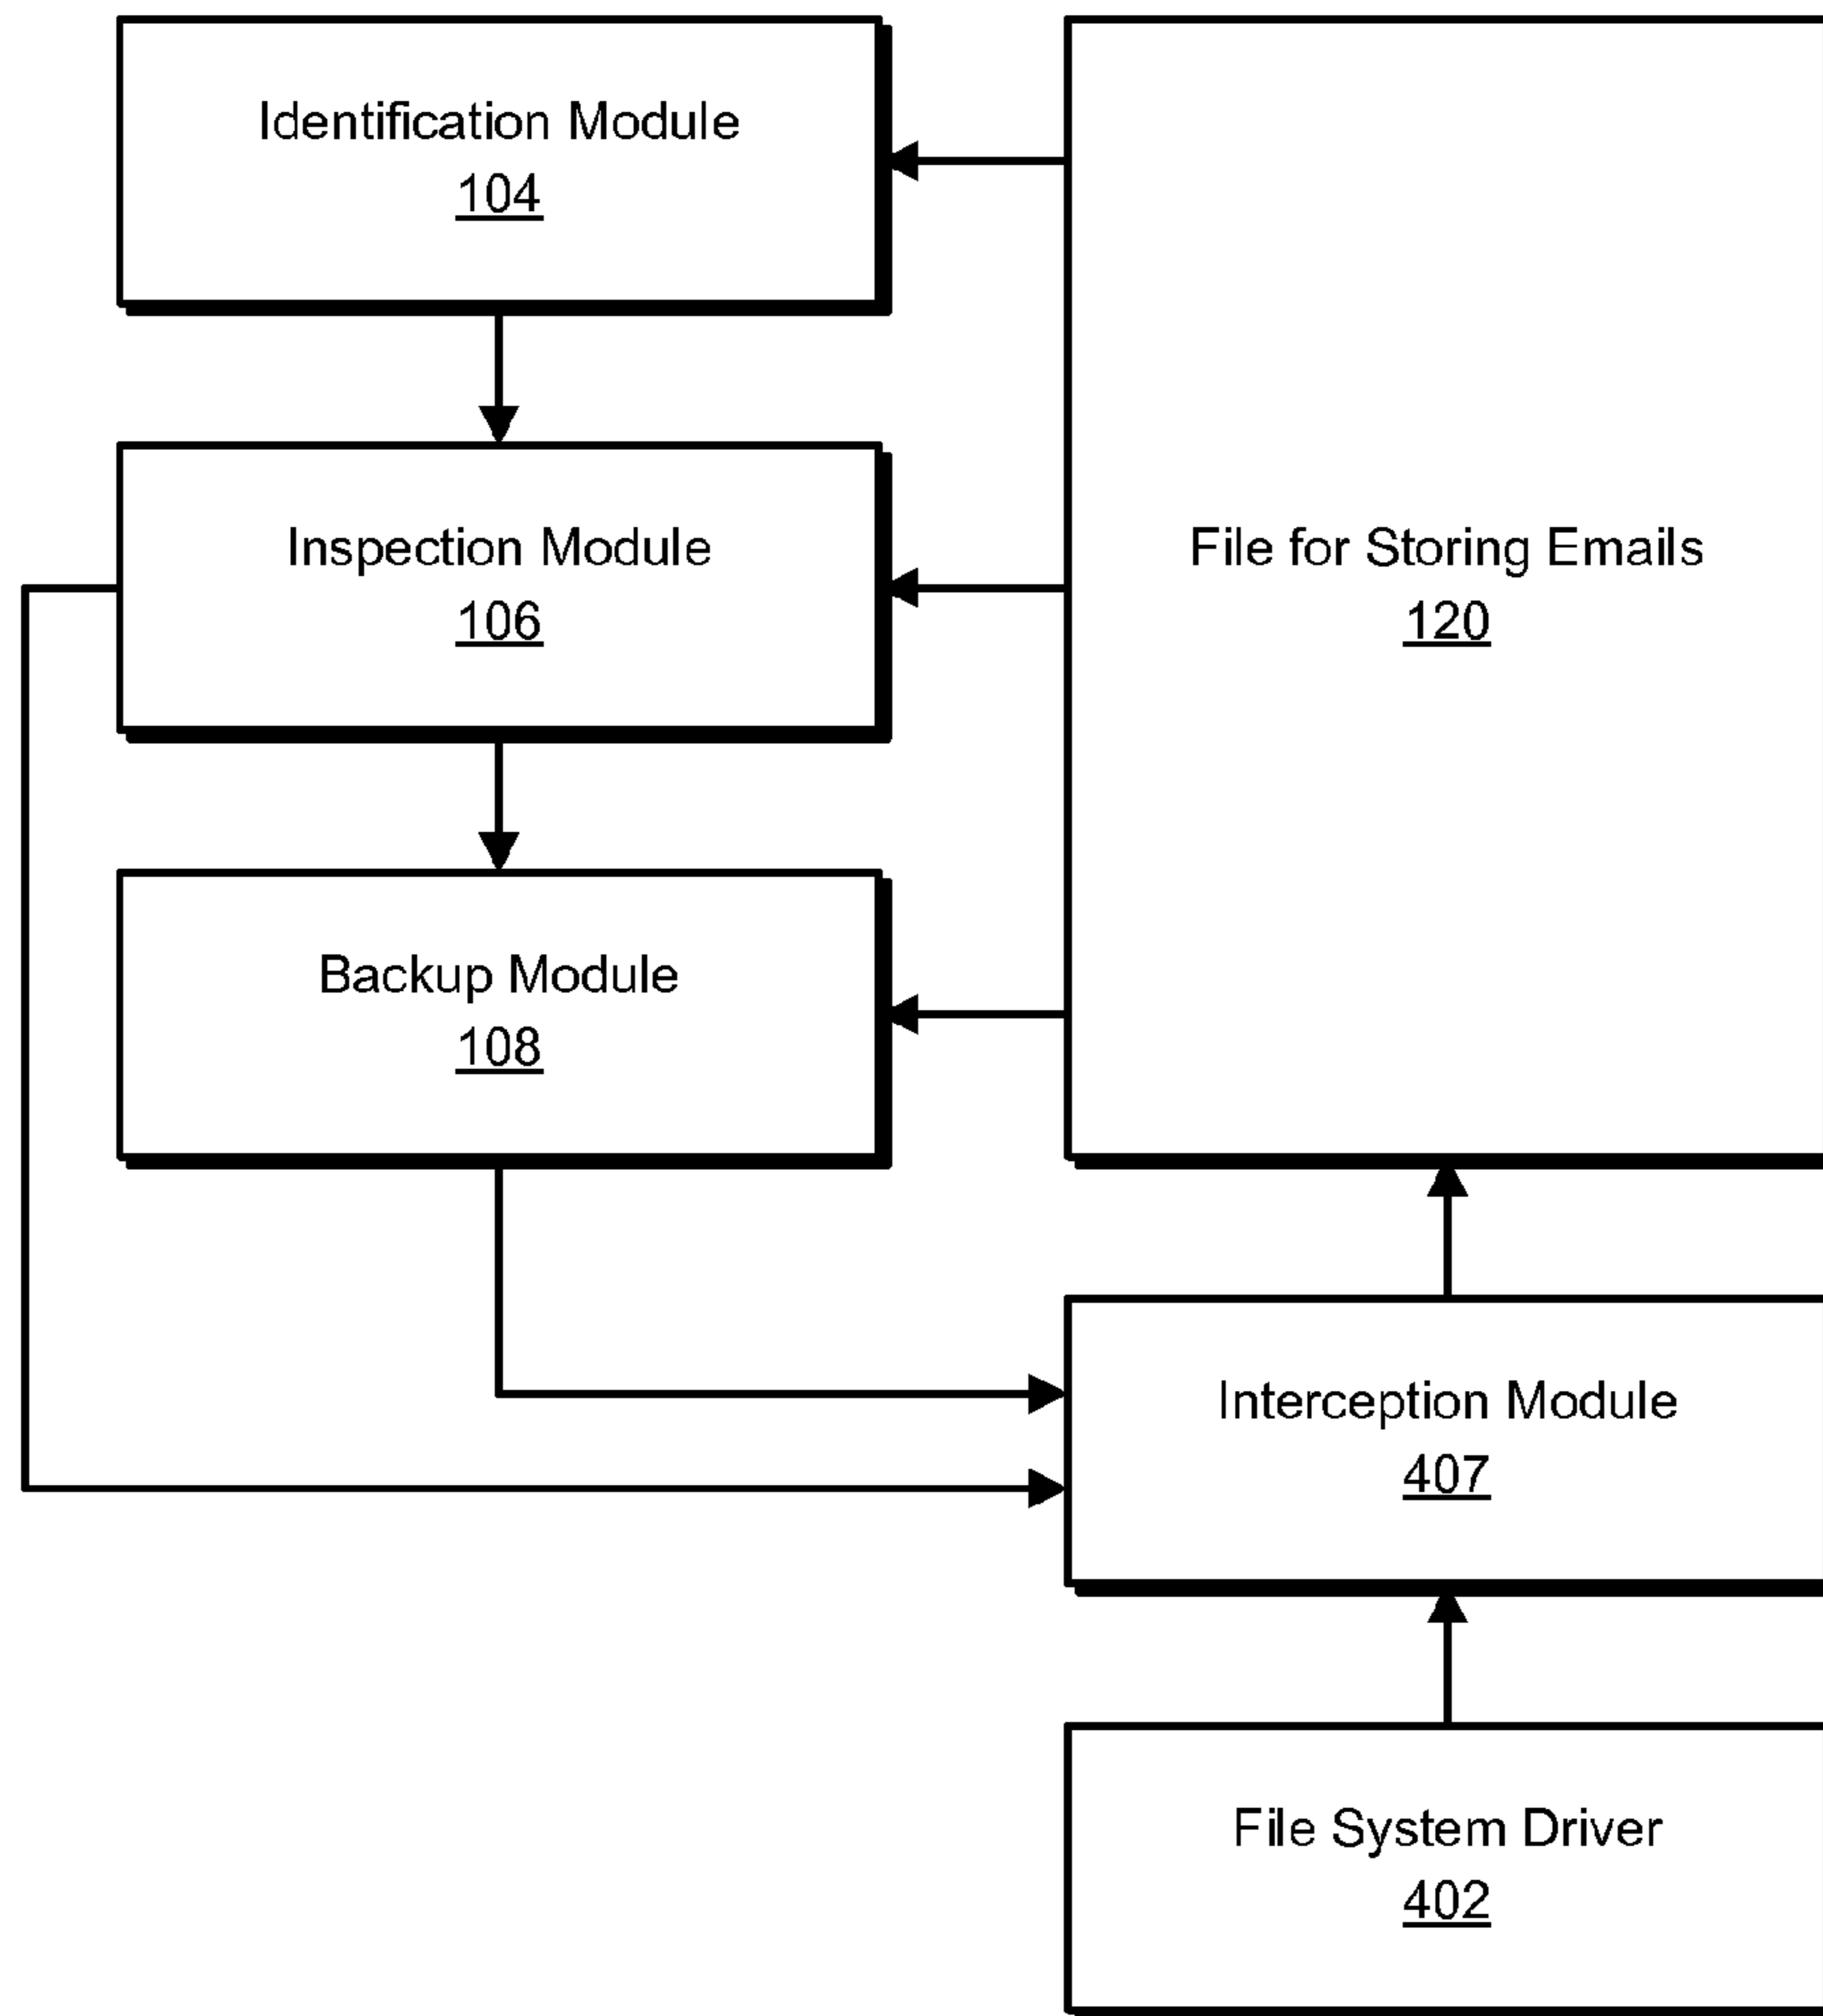 Identification Module
104
Inspection Module
106
File for Storing Emails
120
Backup Module
108
Interception Module
407
File System Driver
402